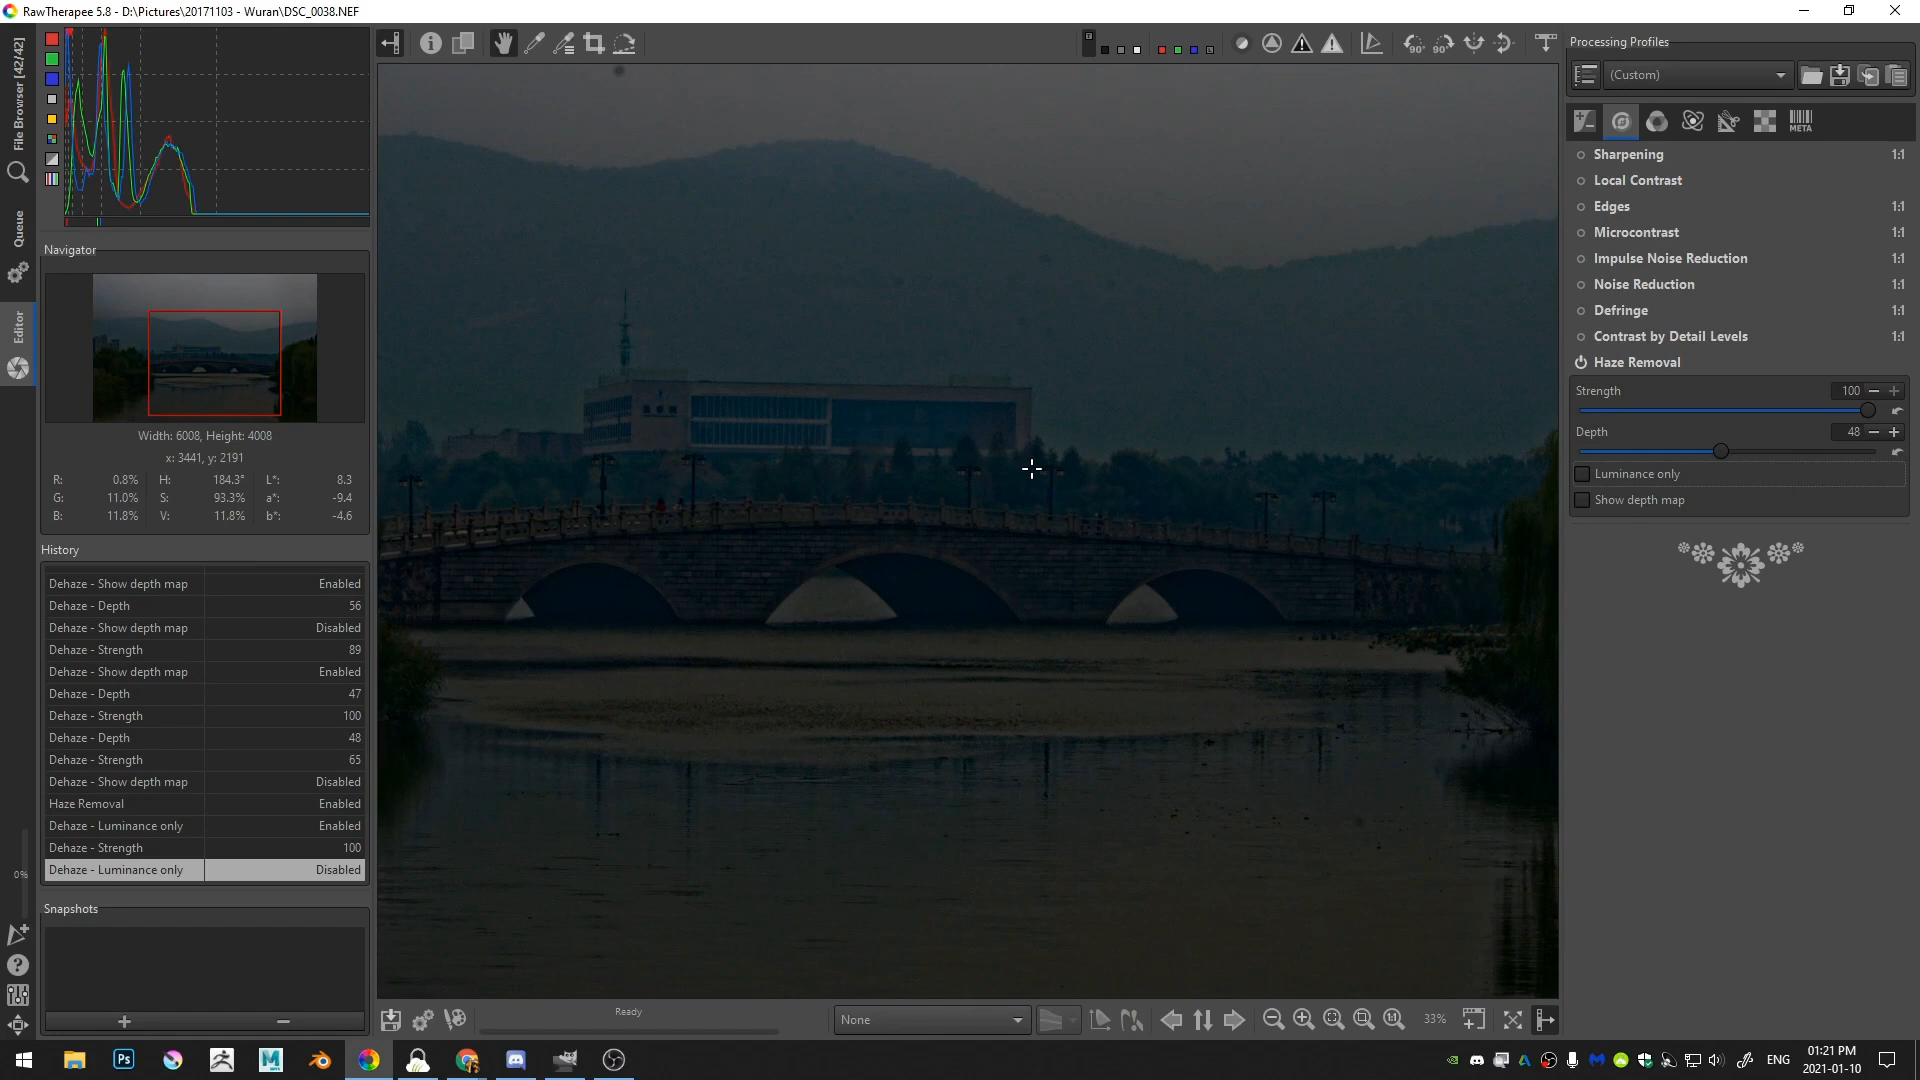 RawTherapee 5.8 - D:\Pictures\20171103 - Wuran\DSC_0038.NEF
File Browser [42/42]
Queue
Editor
0%
Navigator
Width: 6008, Height: 4008
x: 3441, y: 2191
R: 0.8% H: 184.3° L*: 8.3
G: 11.0% S: 93.3% a*: -9.4
B: 11.8% V: 11.8% b*: -4.6
History
Dehaze - Show depth map Enabled
Dehaze - Depth 56
Dehaze - Show depth map Disabled
Dehaze - Strength 89
Dehaze - Show depth map Enabled
Dehaze - Depth 47
Dehaze - Strength 100
Dehaze - Depth 48
Dehaze - Strength 65
Dehaze - Show depth map Disabled
Haze Removal Enabled
Dehaze - Luminance only Enabled
Dehaze - Strength 100
Dehaze - Luminance only Disabled
Snapshots
90° 90°
Ready
None
1:1
33%
Processing Profiles
(Custom)
META
Sharpening 1:1
Local Contrast
Edges 1:1
Microcontrast 1:1
Impulse Noise Reduction 1:1
Noise Reduction 1:1
Defringe 1:1
Contrast by Detail Levels 1:1
Haze Removal
Strength 100
Depth 48
Luminance only
Show depth map
Ps
M
ENG
01:21 PM
2021-01-10